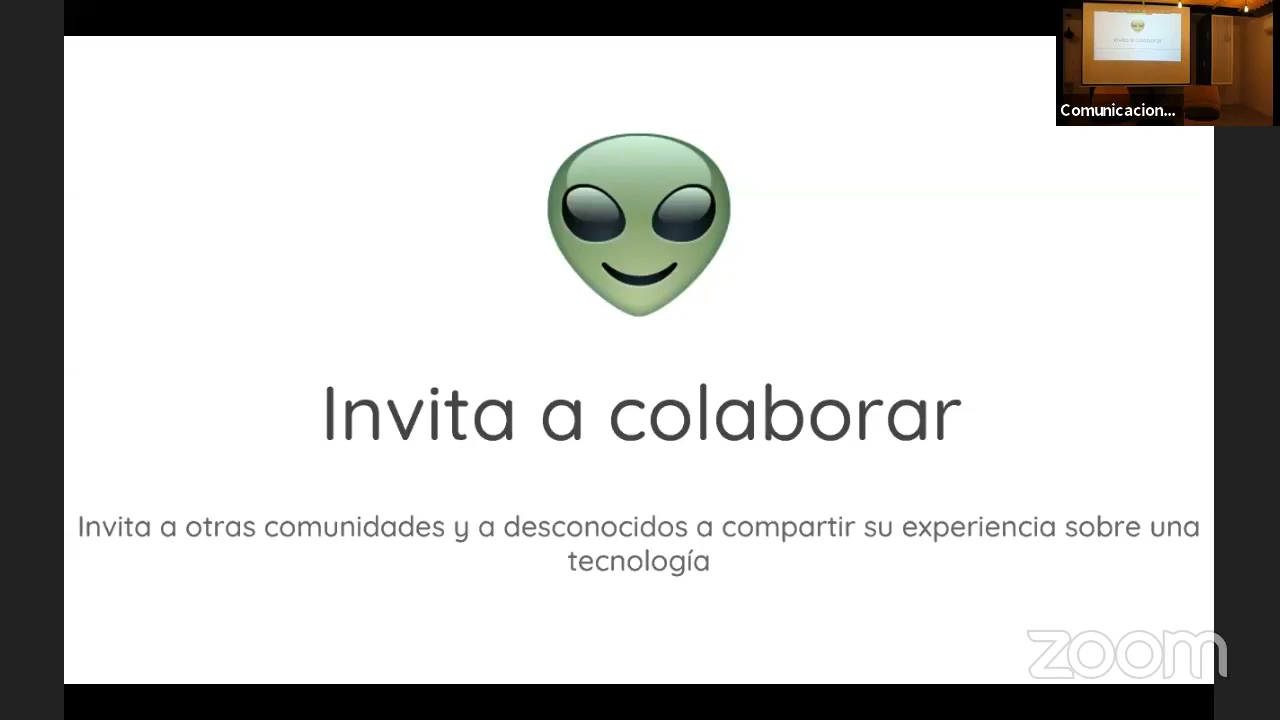 Comunicacion...
Invita a colaborar
Invita a otras comunidades y a desconocidos a compartir su experiencia sobre una
tecnología
zoom